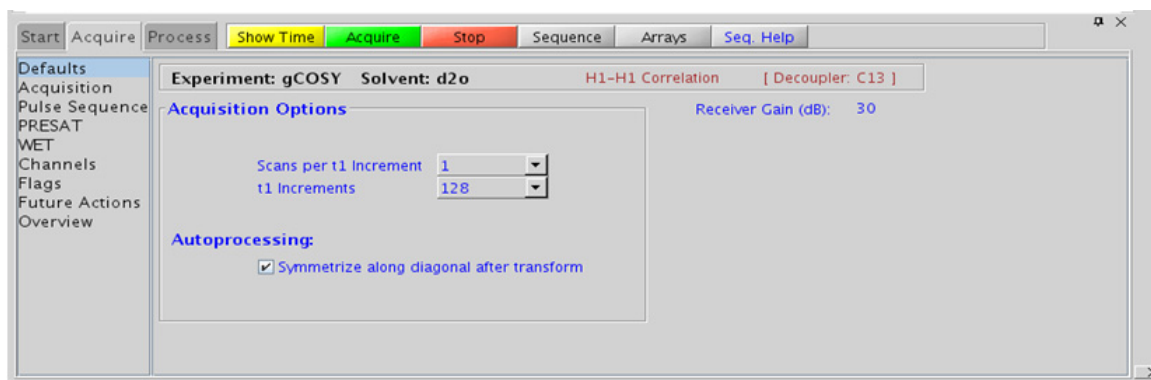 Start Acquire Process Show Time Acquire Stop Sequence Arrays Seq. Help
Defaults
Acquisition
Pulse Sequence
PRESAT
WET
Channels
Flags
Future Actions
Overview
Experiment: gCOSY Solvent: d2o H1-H1 Correlation [ Decoupler: C13 ]
Acquisition Options
Receiver Gain (dB): 30
Scans per t1 Increment 1
t1 Increments 128
Autoprocessing:
Symmetrize along diagonal after transform